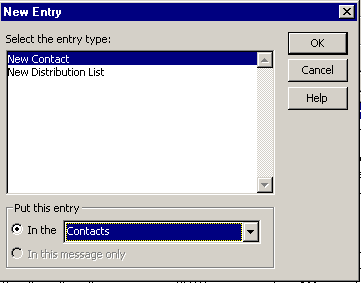 New Entry
Select the entry type:
New Contact
New Distribution List
OK
Cancel
Help
Put this entry
In the Contacts
In this message only